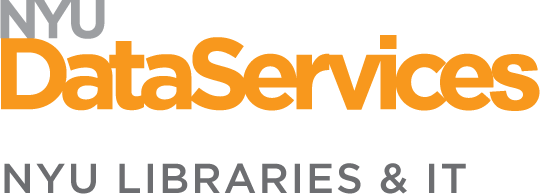 NYU
DataServices
NYU LIBRARIES & IT